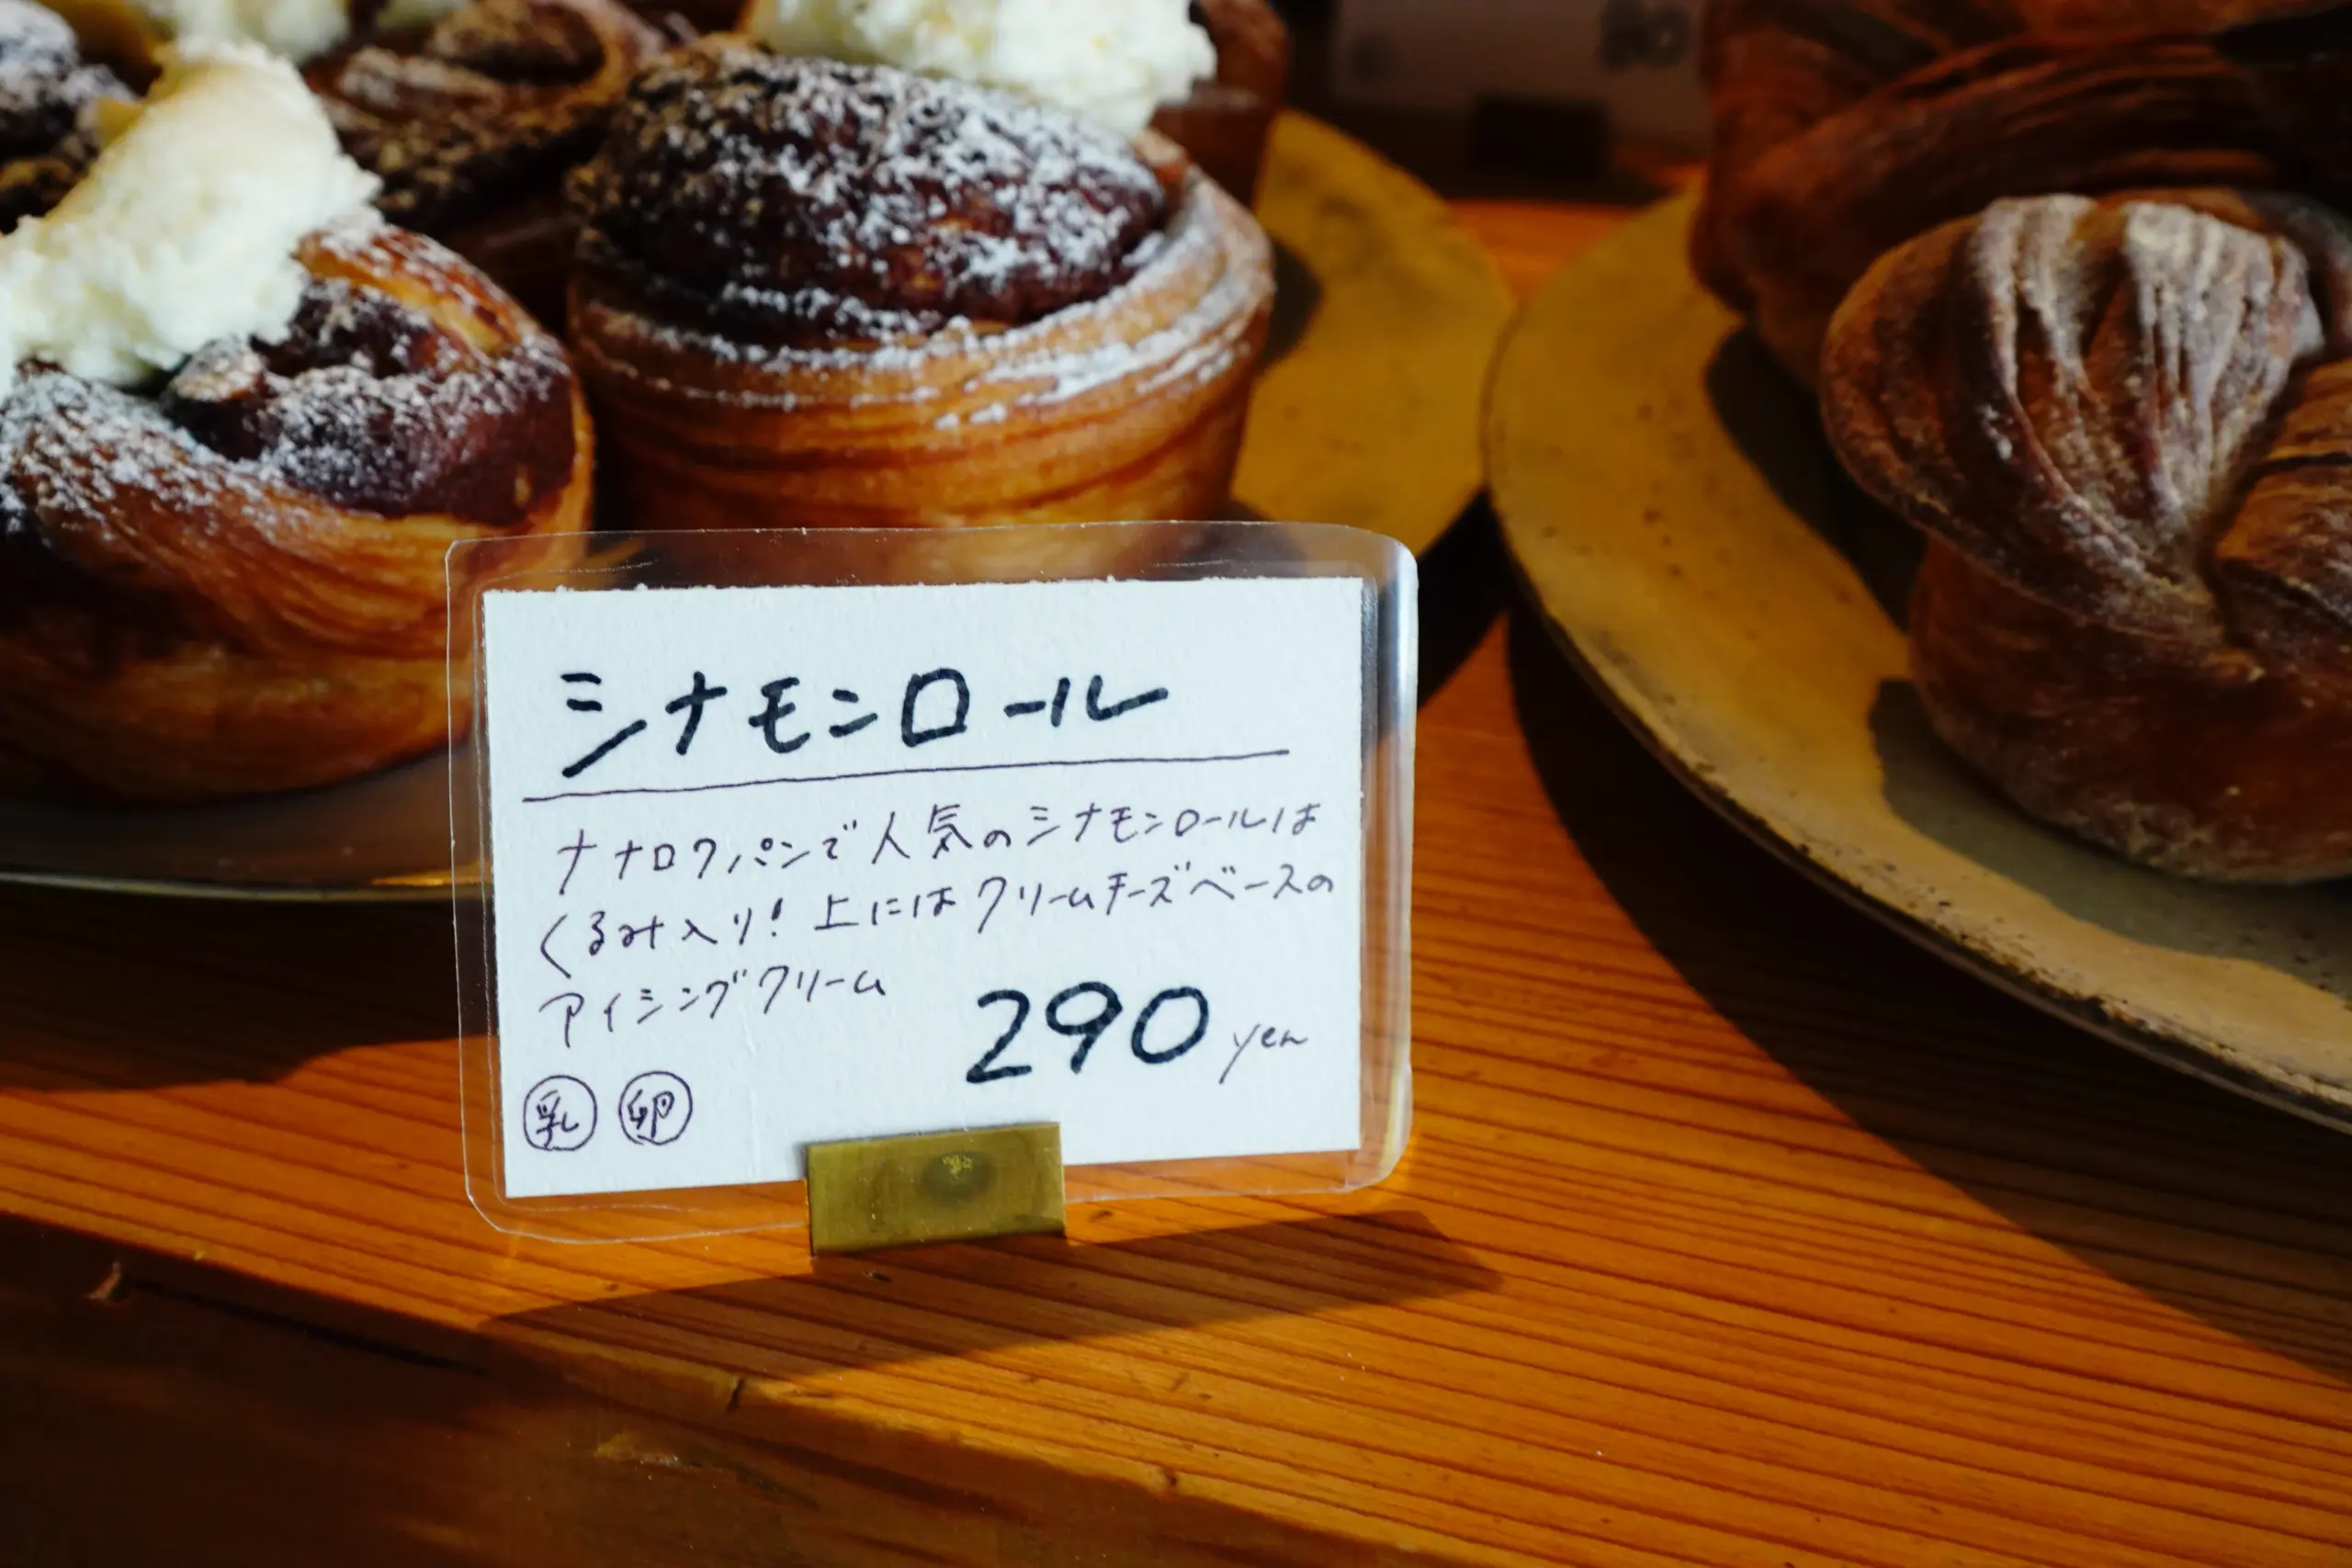 シナモンロール
ナナロクパンで人気のシナモンロールは
くるみ入り!上にはクリームチーズベースの
アイシングクリーム
290 yen
乳 卵